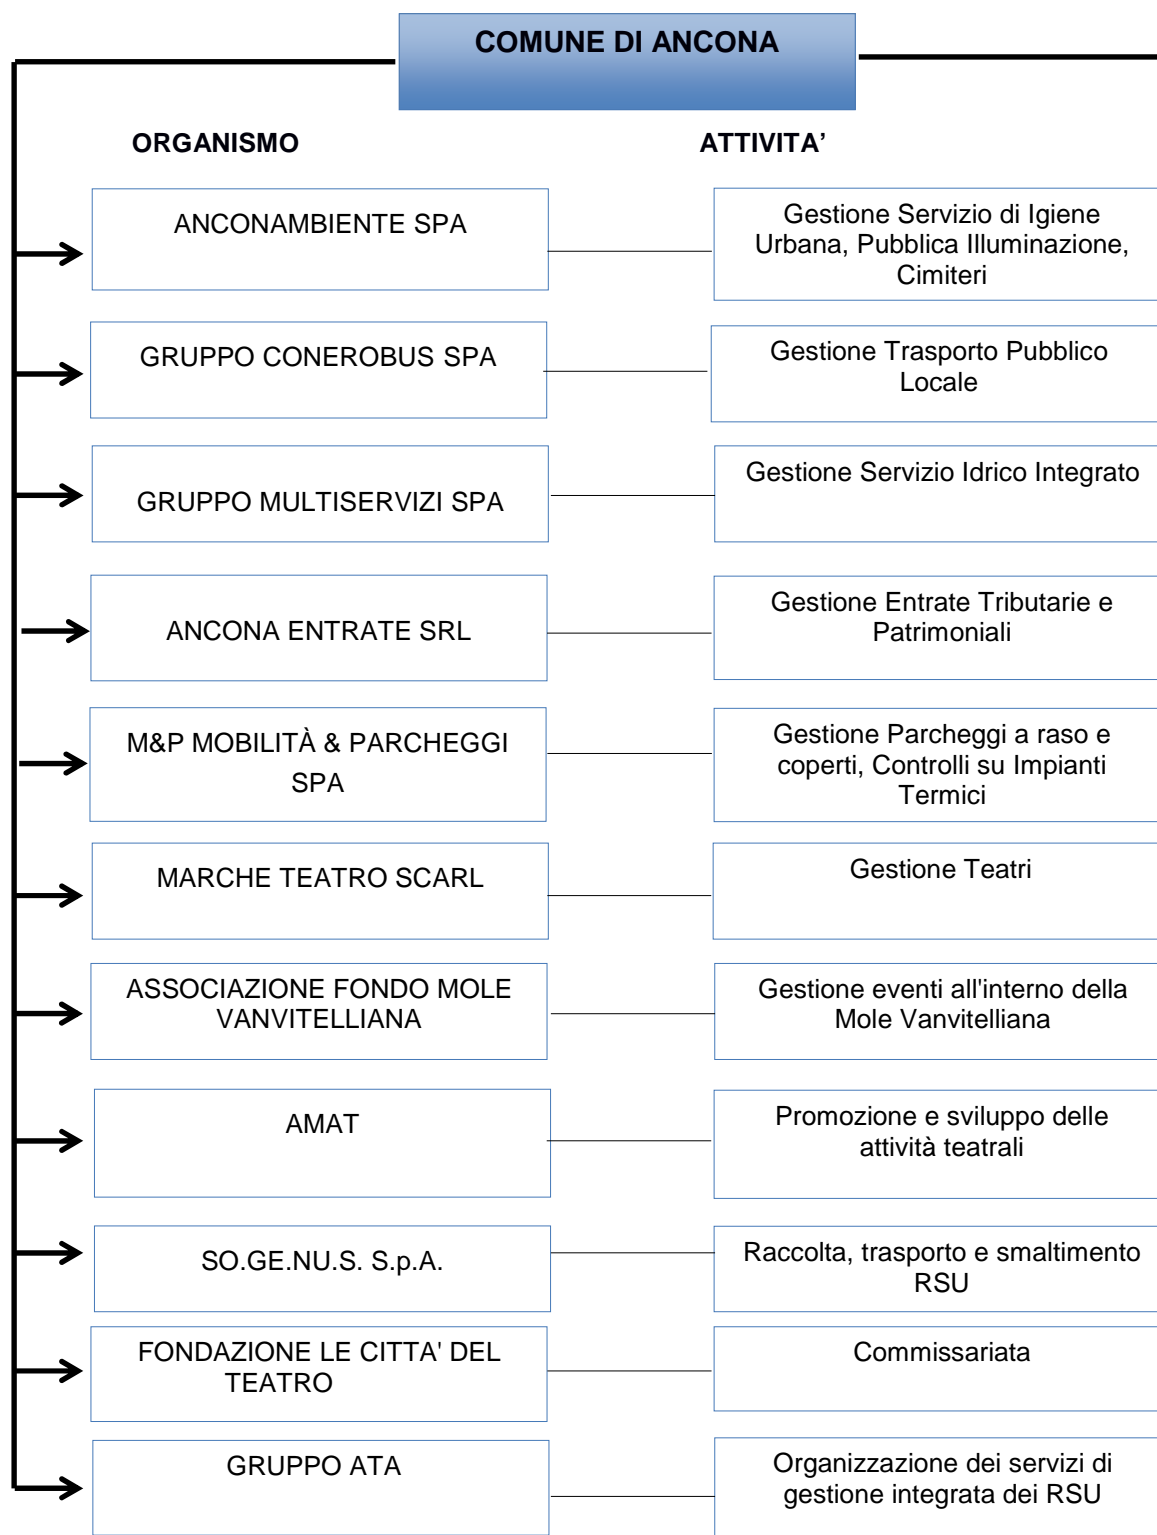 COMUNE DI ANCONA
ORGANISMO
ATTIVITA’
ANCONAMBIENTE SPA
Gestione Servizio di Igiene
Urbana, Pubblica Illuminazione,
Cimiteri
GRUPPO CONEROBUS SPA
Gestione Trasporto Pubblico
Locale
GRUPPO MULTISERVIZI SPA
Gestione Servizio Idrico Integrato
ANCONA ENTRATE SRL
Gestione Entrate Tributarie e
Patrimoniali
M&P MOBILITÀ & PARCHEGGI
SPA
Gestione Parcheggi a raso e
coperti, Controlli su Impianti
Termici
MARCHE TEATRO SCARL
Gestione Teatri
ASSOCIAZIONE FONDO MOLE
VANVITELLIANA
Gestione eventi all'interno della
Mole Vanvitelliana
AMAT
Promozione e sviluppo delle
attività teatrali
SO.GE.NU.S. S.p.A.
Raccolta, trasporto e smaltimento
RSU
FONDAZIONE LE CITTA' DEL
TEATRO
Commissariata
GRUPPO ATA
Organizzazione dei servizi di
gestione integrata dei RSU